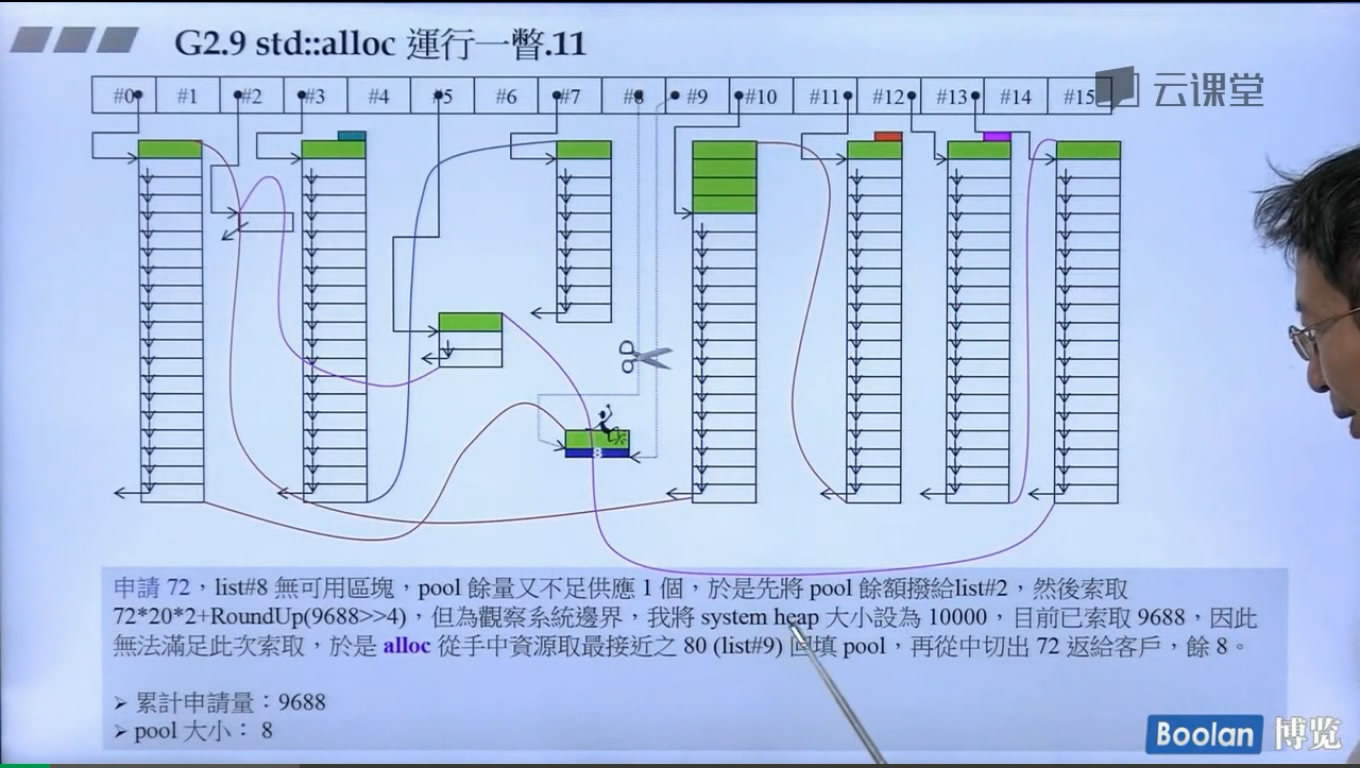 G2.9 std::alloc 運行一瞥.11
#0 #1 #2 #3 #4 #5 #6 #7 #8 #9 #10 #11 #12 #13 #14 #15
云课堂
8
申請 72，list#8 無可用區塊，pool 餘量又不足供應 1 個，於是先將 pool 餘額撥給list#2，然後索取
72*20*2+RoundUp(9688>>4)，但為觀察系統邊界，我將 system heap 大小設為 10000，目前已索取 9688，因此
無法滿足此次索取，於是 alloc 從手中資源取最接近之 80 (list#9) 回填 pool，再從中切出 72 返給客戶，餘 8。
➢ 累計申請量：9688
➢ pool 大小： 8
Boolan 博览